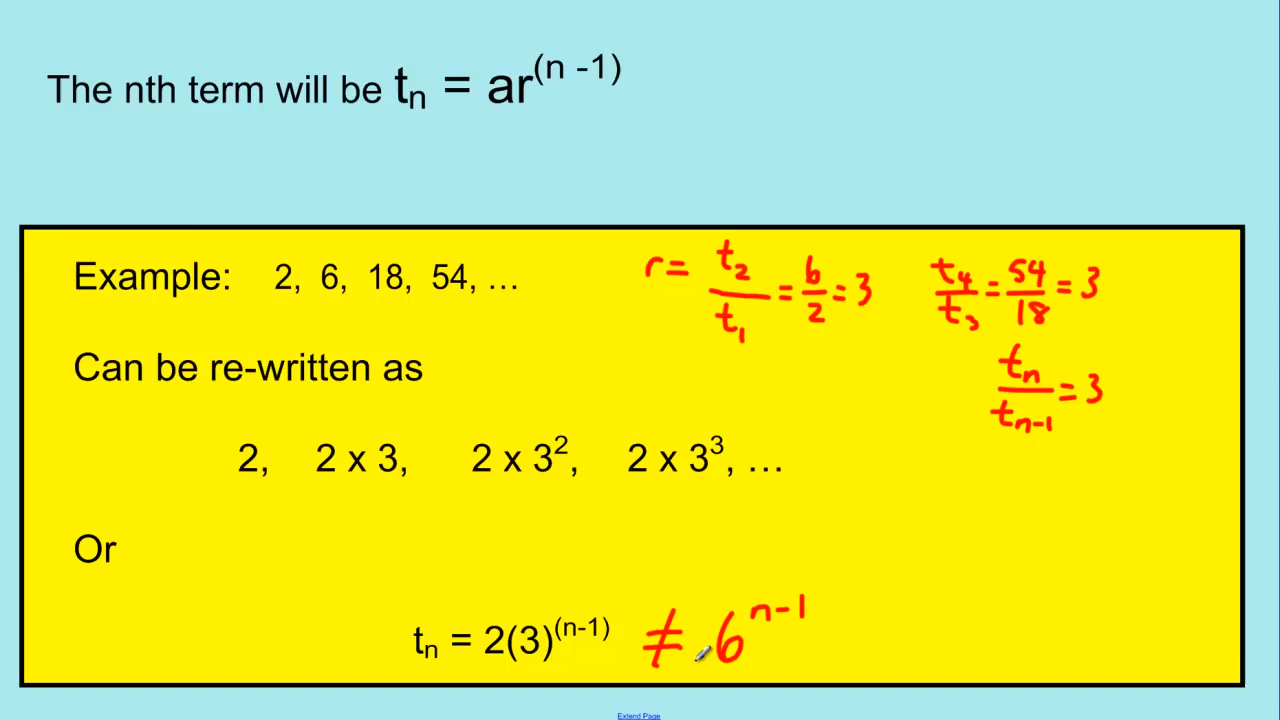 The nth term will be tₙ = ar⁽ⁿ ⁻¹⁾
Example: 2, 6, 18, 54, … r = t₂/t₁ = 6/2 = 3 t₄/t₃ = 54/18 = 3
Can be re-written as tₙ/tₙ₋₁ = 3
2, 2 x 3, 2 x 3², 2 x 3³, …
Or
tₙ = 2(3)⁽ⁿ⁻¹⁾ ≠ 6ⁿ⁻¹
Extend Page